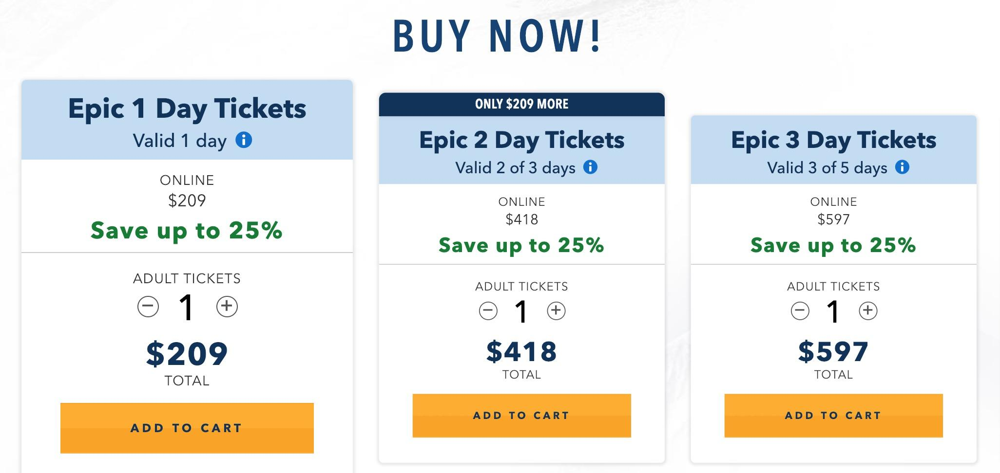 BUY NOW!
Epic 1 Day Tickets
Valid 1 day i
ONLINE
$209
Save up to 25%
ADULT TICKETS
− 1 +
$209
TOTAL
ADD TO CART
ONLY $209 MORE
Epic 2 Day Tickets
Valid 2 of 3 days i
ONLINE
$418
Save up to 25%
ADULT TICKETS
− 1 +
$418
TOTAL
ADD TO CART
Epic 3 Day Tickets
Valid 3 of 5 days i
ONLINE
$597
Save up to 25%
ADULT TICKETS
− 1 +
$597
TOTAL
ADD TO CART